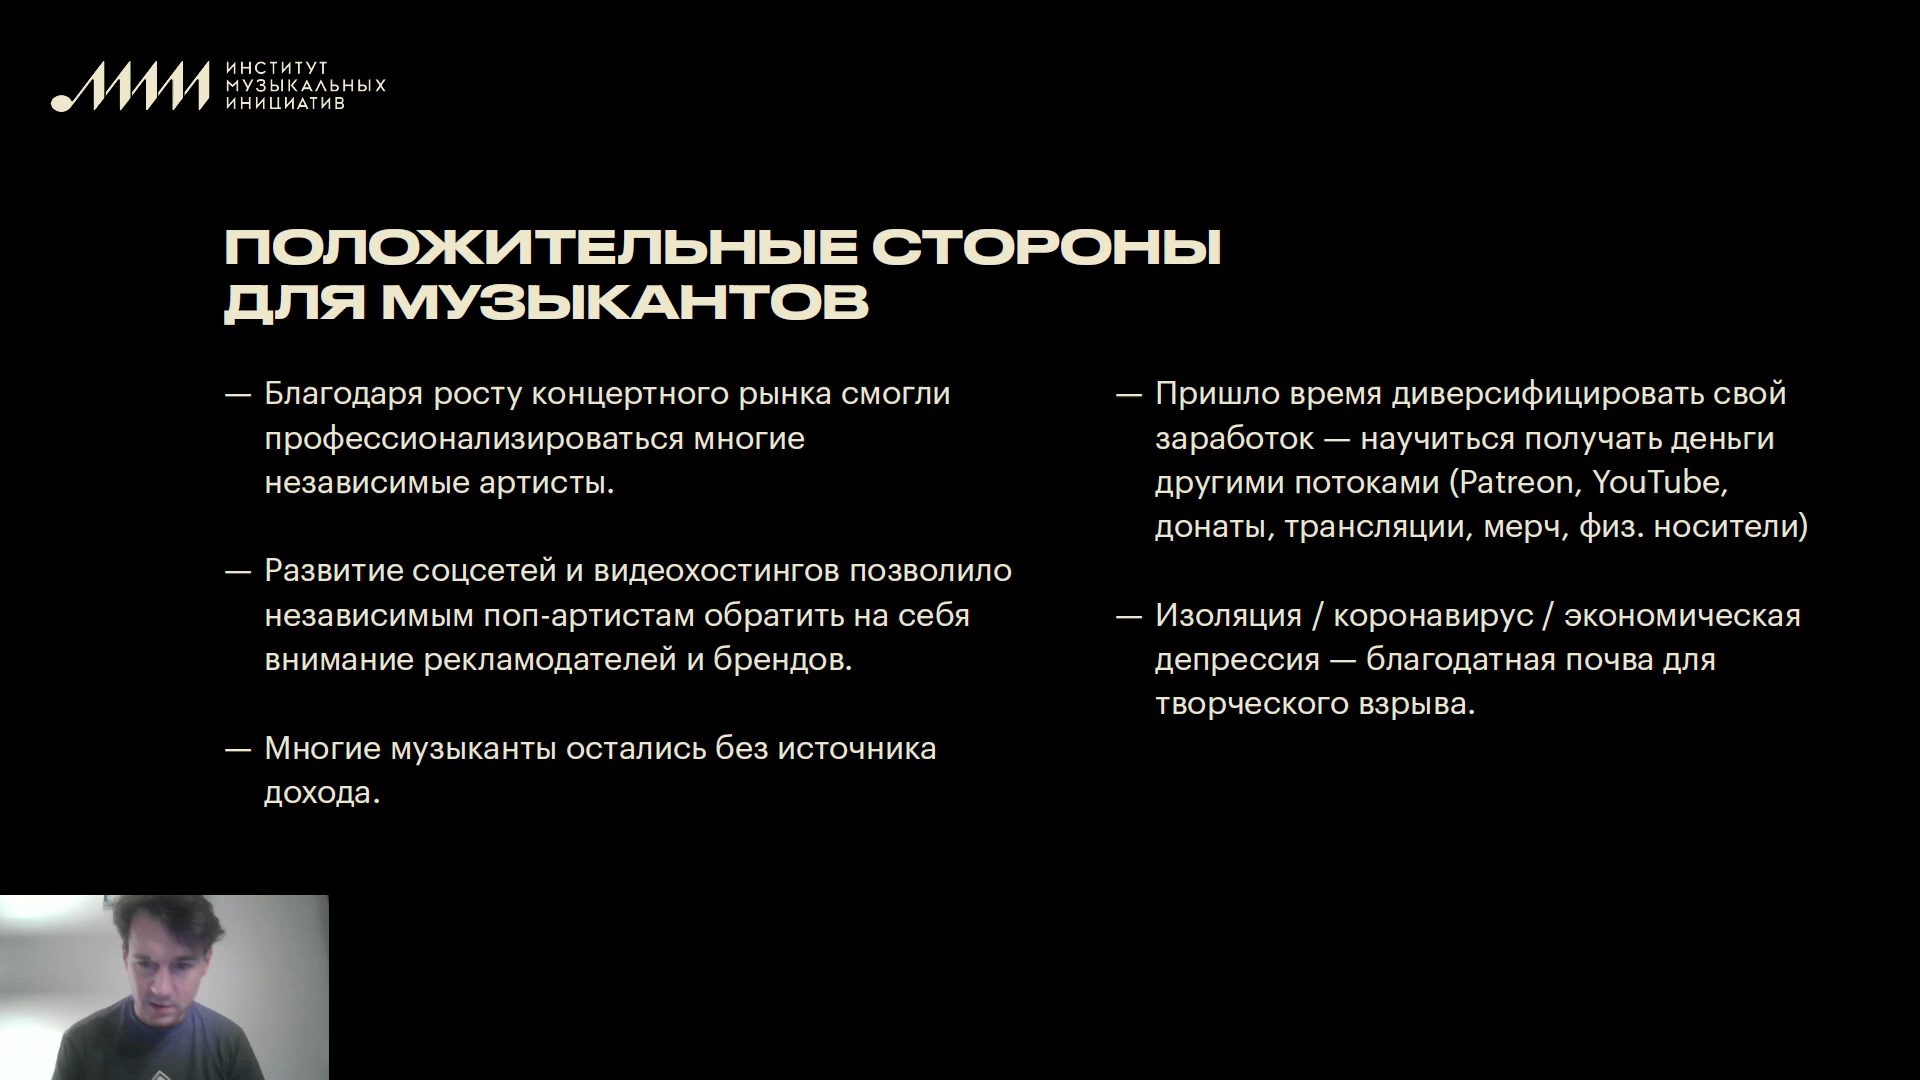 ИНСТИТУТ
МУЗЫКАЛЬНЫХ
ИНИЦИАТИВ
ПОЛОЖИТЕЛЬНЫЕ СТОРОНЫ
ДЛЯ МУЗЫКАНТОВ
— Благодаря росту концертного рынка смогли
профессионализироваться многие
независимые артисты.
— Развитие соцсетей и видеохостингов позволило
независимым поп-артистам обратить на себя
внимание рекламодателей и брендов.
— Многие музыканты остались без источника
дохода.
— Пришло время диверсифицировать свой
заработок — научиться получать деньги
другими потоками (Patreon, YouTube,
донаты, трансляции, мерч, физ. носители)
— Изоляция / коронавирус / экономическая
депрессия — благодатная почва для
творческого взрыва.